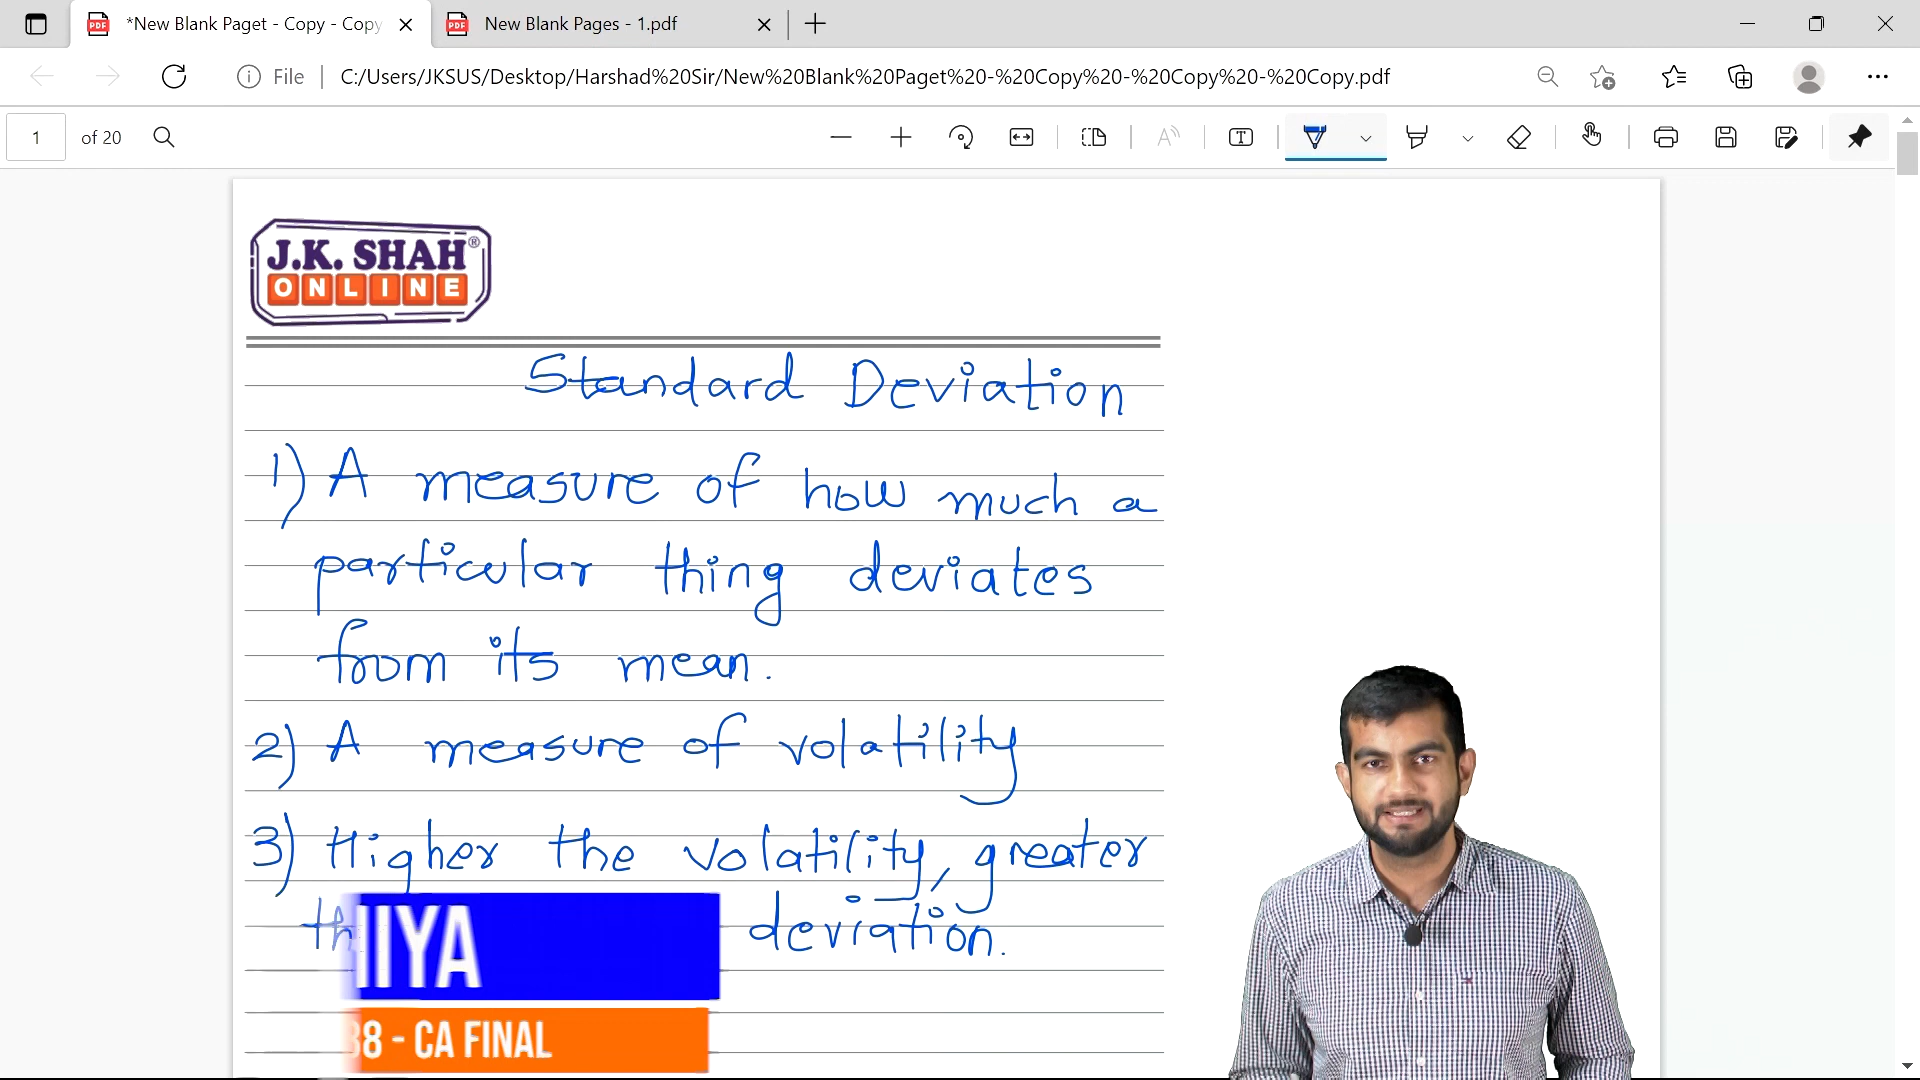 *New Blank Paget - Copy - Copy
New Blank Pages - 1.pdf
File
C:/Users/JKSUS/Desktop/Harshad%20Sir/New%20Blank%20Paget%20-%20Copy%20-%20Copy%20-%20Copy.pdf
1 of 20
J.K. SHAH®
ONLINE
Standard Deviation
1) A measure of how much a
particular thing deviates
from its mean.
2) A measure of volatility
3) Higher the volatility, greater
deviation.
HIYA
38 - CA FINAL